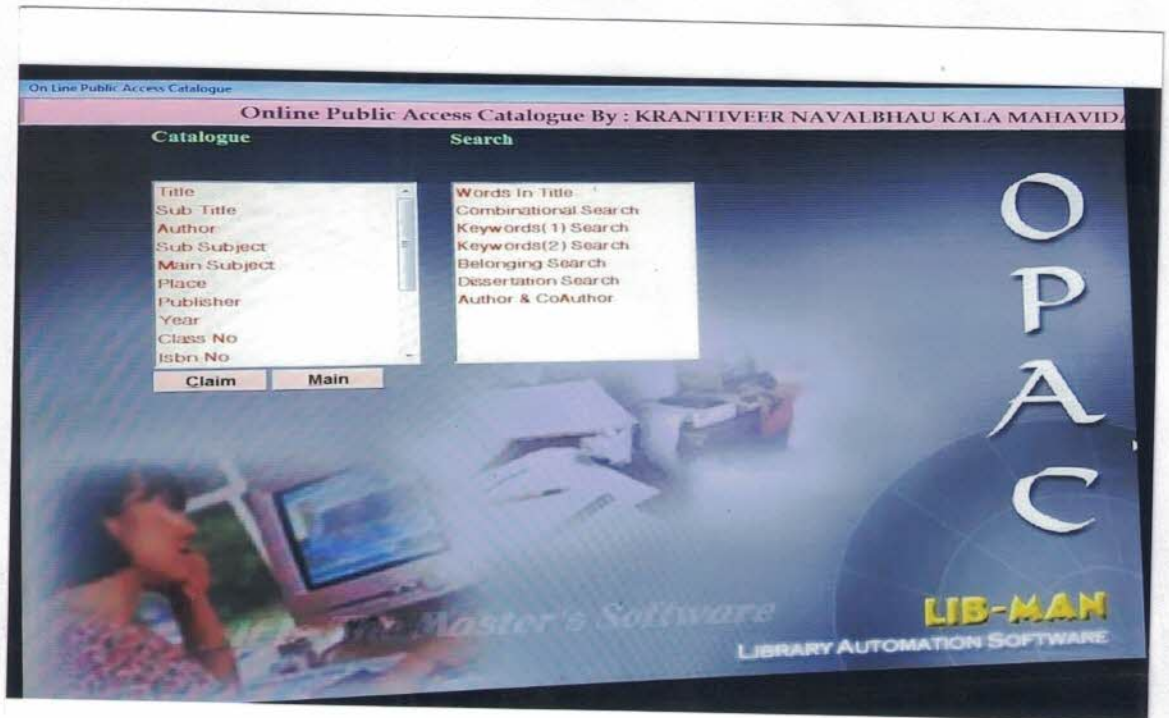 On Line Public Access Catalogue
Online Public Access Catalogue By : KRANTIVEER NAVALBHAU KALA MAHAVIDA
Catalogue
Title
Sub Title
Author
Sub Subject
Main Subject
Place
Publisher
Year
Class No
Isbn No
Claim Main
Search
Words In Title
Combinational Search
Keywords(1) Search
Keywords(2) Search
Belonging Search
Dissertation Search
Author & CoAuthor
O
P
A
C
The Master's Software
LIB-MAN
LIBRARY AUTOMATION SOFTWARE